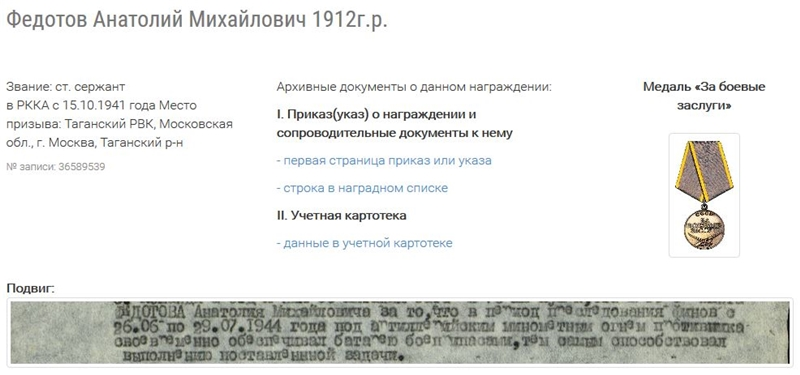 Федотов Анатолий Михайлович 1912г.р.
Звание: ст. сержант
в РККА с 15.10.1941 года Место
призыва: Таганский РВК, Московская
обл., г. Москва, Таганский р-н
№ записи: 36589539
Архивные документы о данном награждении:
I. Приказ(указ) о награждении и
сопроводительные документы к нему
- первая страница приказ или указа
- строка в наградном списке
II. Учетная картотека
- данные в учетной картотеке
Медаль «За боевые
заслуги»
Подвиг:
ФЕДОТОВА Анатолия Михайловича за то,что в период преследования финов с
26.06 по 29.07.1944 года под артиллерийским минометным огнем противника
своевременно обеспечивал батарею боеприпасами,тем самым способствовал
выполнению поставленной задачи.